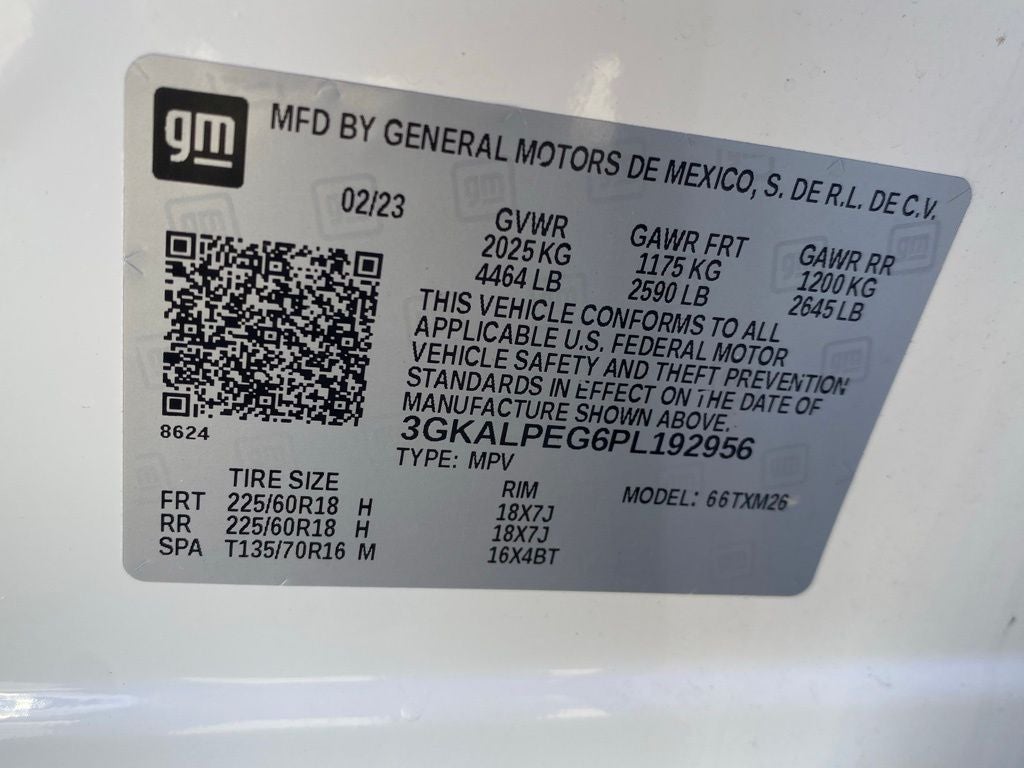 gm
MFD BY GENERAL MOTORS DE MEXICO, S. DE R.L. DE C.V.
02/23
GVWR
2025 KG
4464 LB
GAWR FRT
1175 KG
2590 LB
GAWR RR
1200 KG
2645 LB
THIS VEHICLE CONFORMS TO ALL
APPLICABLE U.S. FEDERAL MOTOR
VEHICLE SAFETY AND THEFT PREVENTION
STANDARDS IN EFFECT ON THE DATE OF
MANUFACTURE SHOWN ABOVE.
8624
3GKALPEG6PL192956
TYPE: MPV
MODEL: 66TXM26
TIRE SIZE RIM
FRT 225/60R18 H 18X7J
RR 225/60R18 H 18X7J
SPA T135/70R16 M 16X4BT